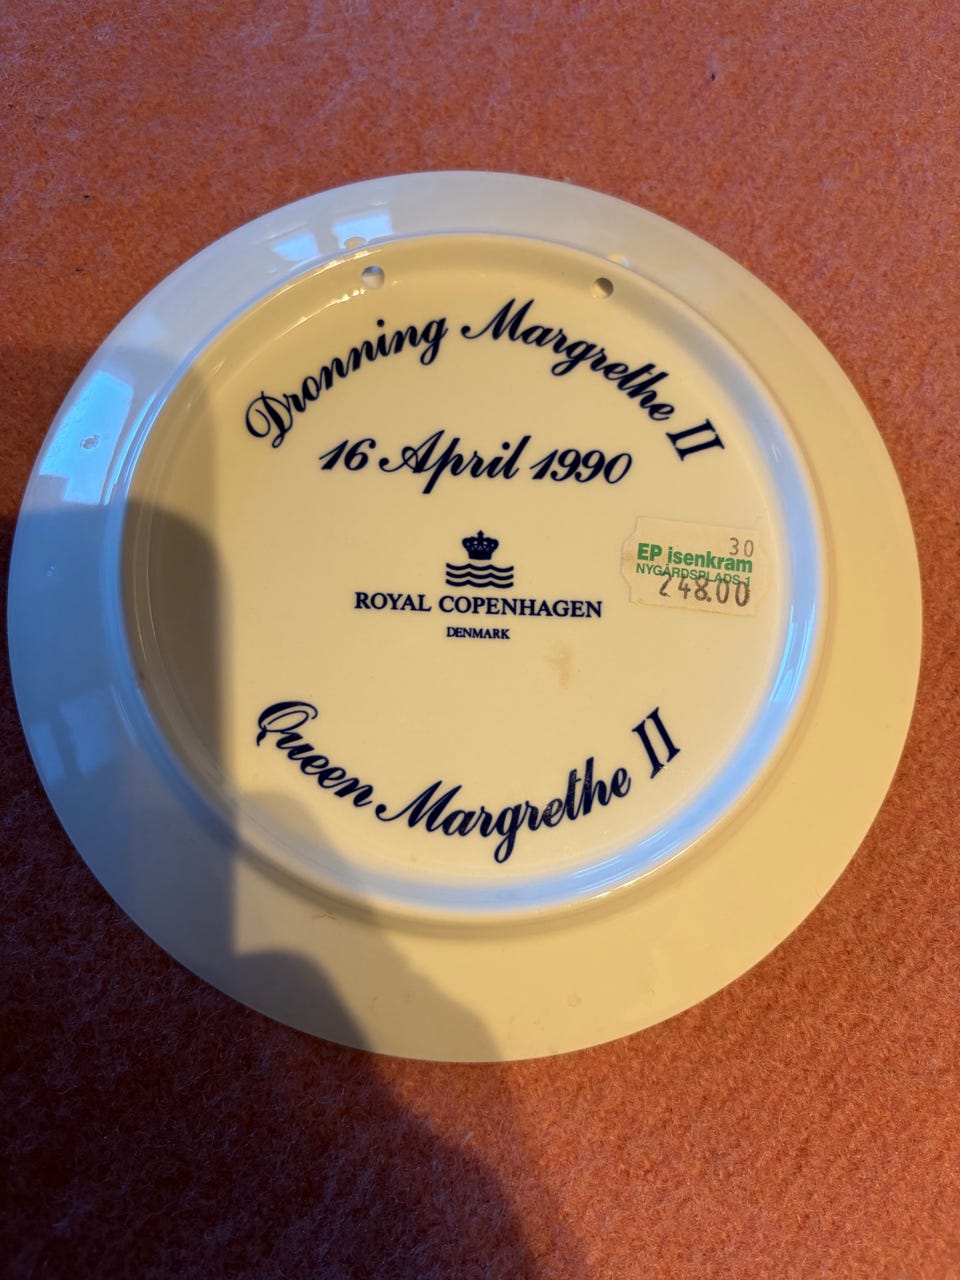 Dronning Margrethe II
16 April 1990
ROYAL COPENHAGEN
DENMARK
30
EP isenkram
NYGÅRDSPLADS 1
248.00
Queen Margrethe II